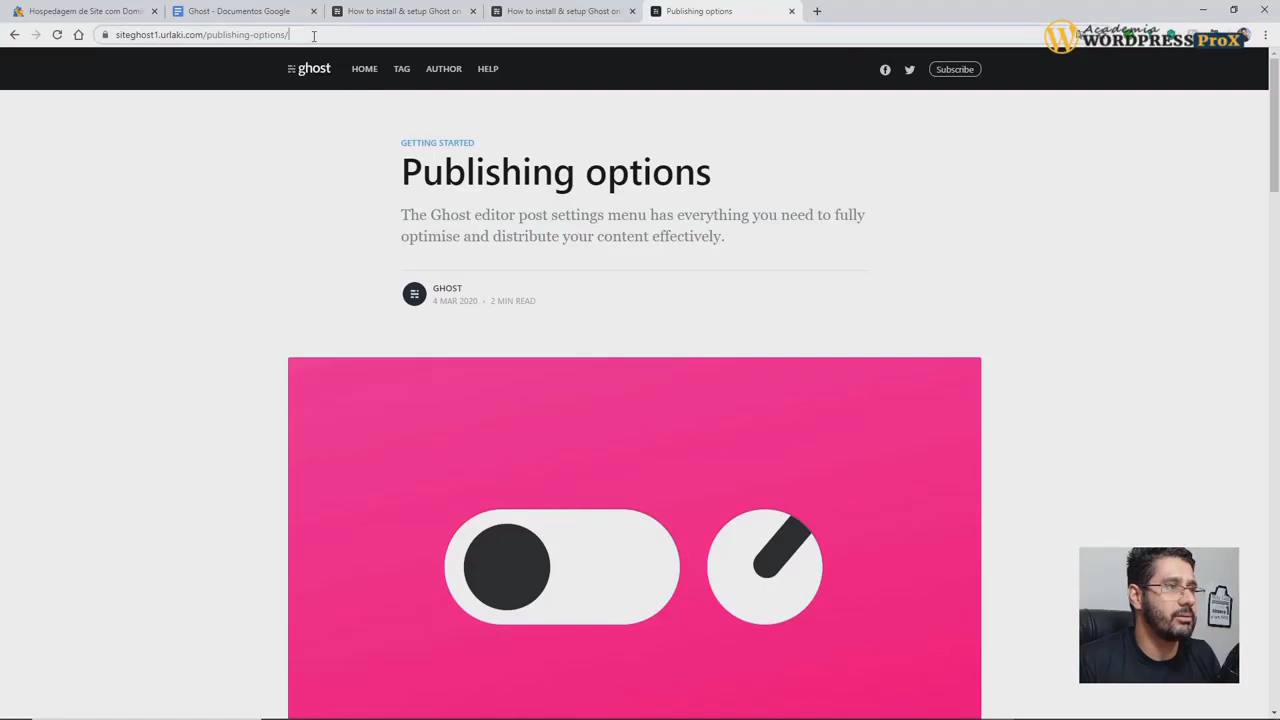 Hospedagem de Site com Domi
Ghost - Documentos Google
How to install & setup Ghost on
How to install & setup Ghost on
Publishing options
siteghost1.urlaki.com/publishing-options/
Academia
WORDPRESS ProX
ghost
HOME
TAG
AUTHOR
HELP
Subscribe
GETTING STARTED
Publishing options
The Ghost editor post settings menu has everything you need to fully
optimise and distribute your content effectively.
GHOST
4 MAR 2020 • 2 MIN READ